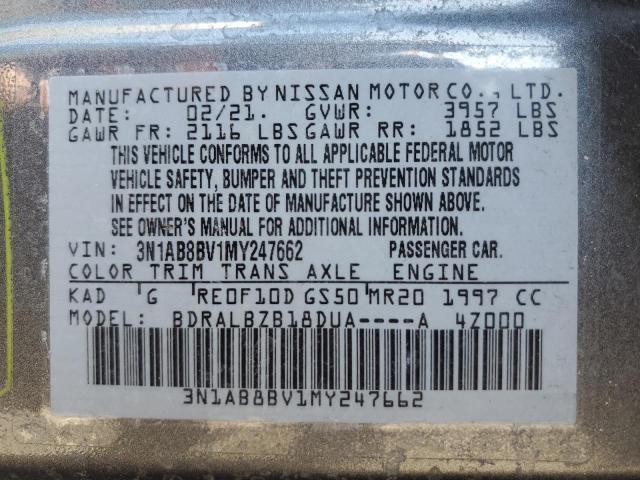 MANUFACTURED BY NISSAN MOTOR CO., LTD.
DATE: 02/21. GVWR: 3957 LBS
GAWR FR: 2116 LBS GAWR RR: 1852 LBS
THIS VEHICLE CONFORMS TO ALL APPLICABLE FEDERAL MOTOR
VEHICLE SAFETY, BUMPER AND THEFT PREVENTION STANDARDS
IN EFFECT ON THE DATE OF MANUFACTURE SHOWN ABOVE.
SEE OWNER'S MANUAL FOR ADDITIONAL INFORMATION.
VIN: 3N1AB8BV1MY247662 PASSENGER CAR.
COLOR TRIM TRANS AXLE ENGINE
KAD G RE0F10D GS50 MR20 1997 CC
MODEL: BDRALBZB18DUA----A 4Z000
3N1AB8BV1MY247662